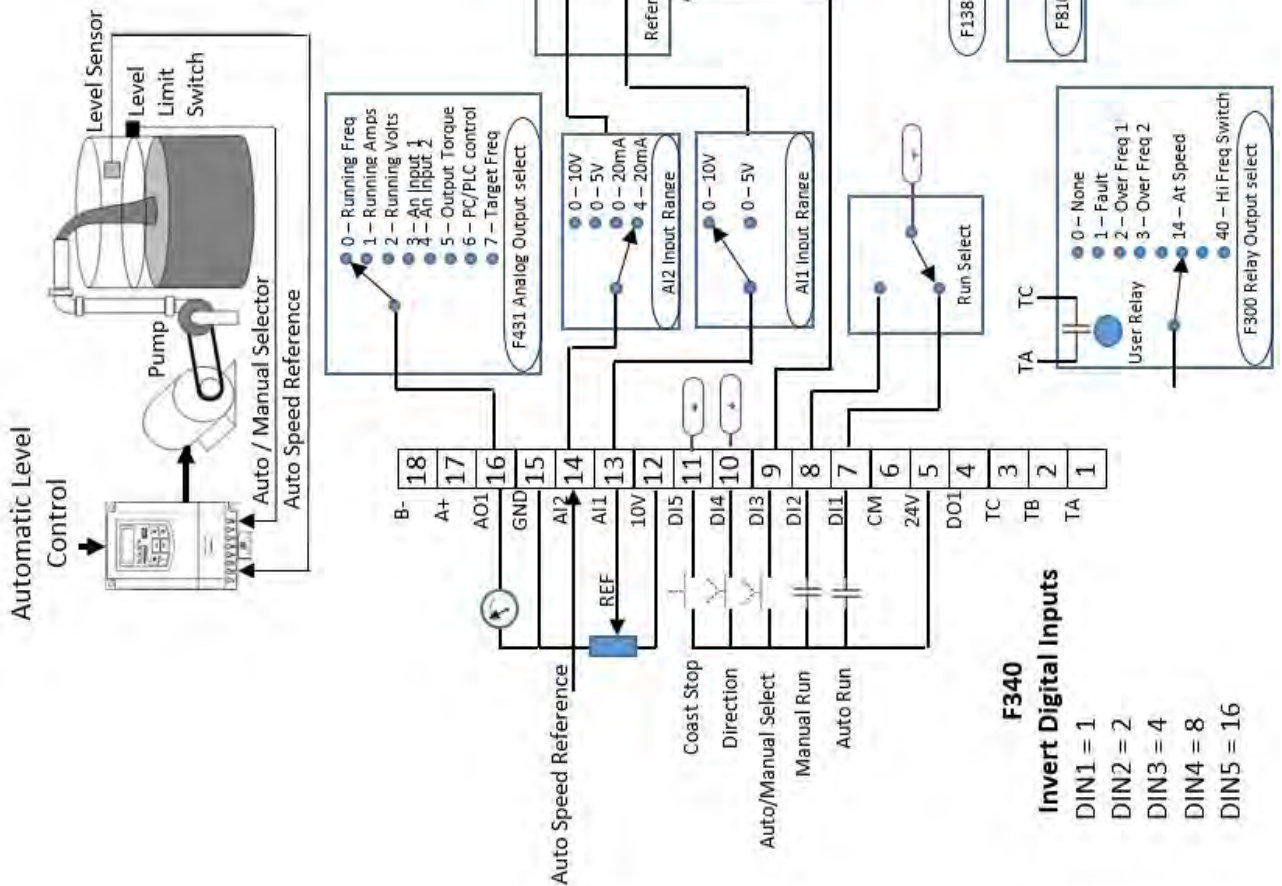 Automatic Level
Control
Level Sensor
Level
Limit
Switch
Pump
Auto / Manual Selector
Auto Speed Reference
0 – Running Freq
1 – Running Amps
2 – Running Volts
3 – An Input 1
4 – An Input 2
5 – Output Torque
6 – PC/PLC control
7 – Target Freq
F431 Analog Output select
0 – 10V
0 – 5V
0 – 20mA
4 – 20mA
AI2 Input Range
0 – 10V
0 – 5V
AI1 Input Range
Refer
F138
F810
Run Select
TA
TC
User Relay
0 – None
1 – Fault
2 – Over Freq 1
3 – Over Freq 2
14 – At Speed
40 – Hi Freq Switch
F300 Relay Output select
B- 18
A+ 17
AO1 16
GND 15
AI2 14
AI1 13
10V 12
DI5 11
DI4 10
DI3 9
DI2 8
DI1 7
CM 6
24V 5
DO1 4
TC 3
TB 2
TA 1
REF
Auto Speed Reference
Coast Stop
Direction
Auto/Manual Select
Manual Run
Auto Run
F340
Invert Digital Inputs
DIN1 = 1
DIN2 = 2
DIN3 = 4
DIN4 = 8
DIN5 = 16